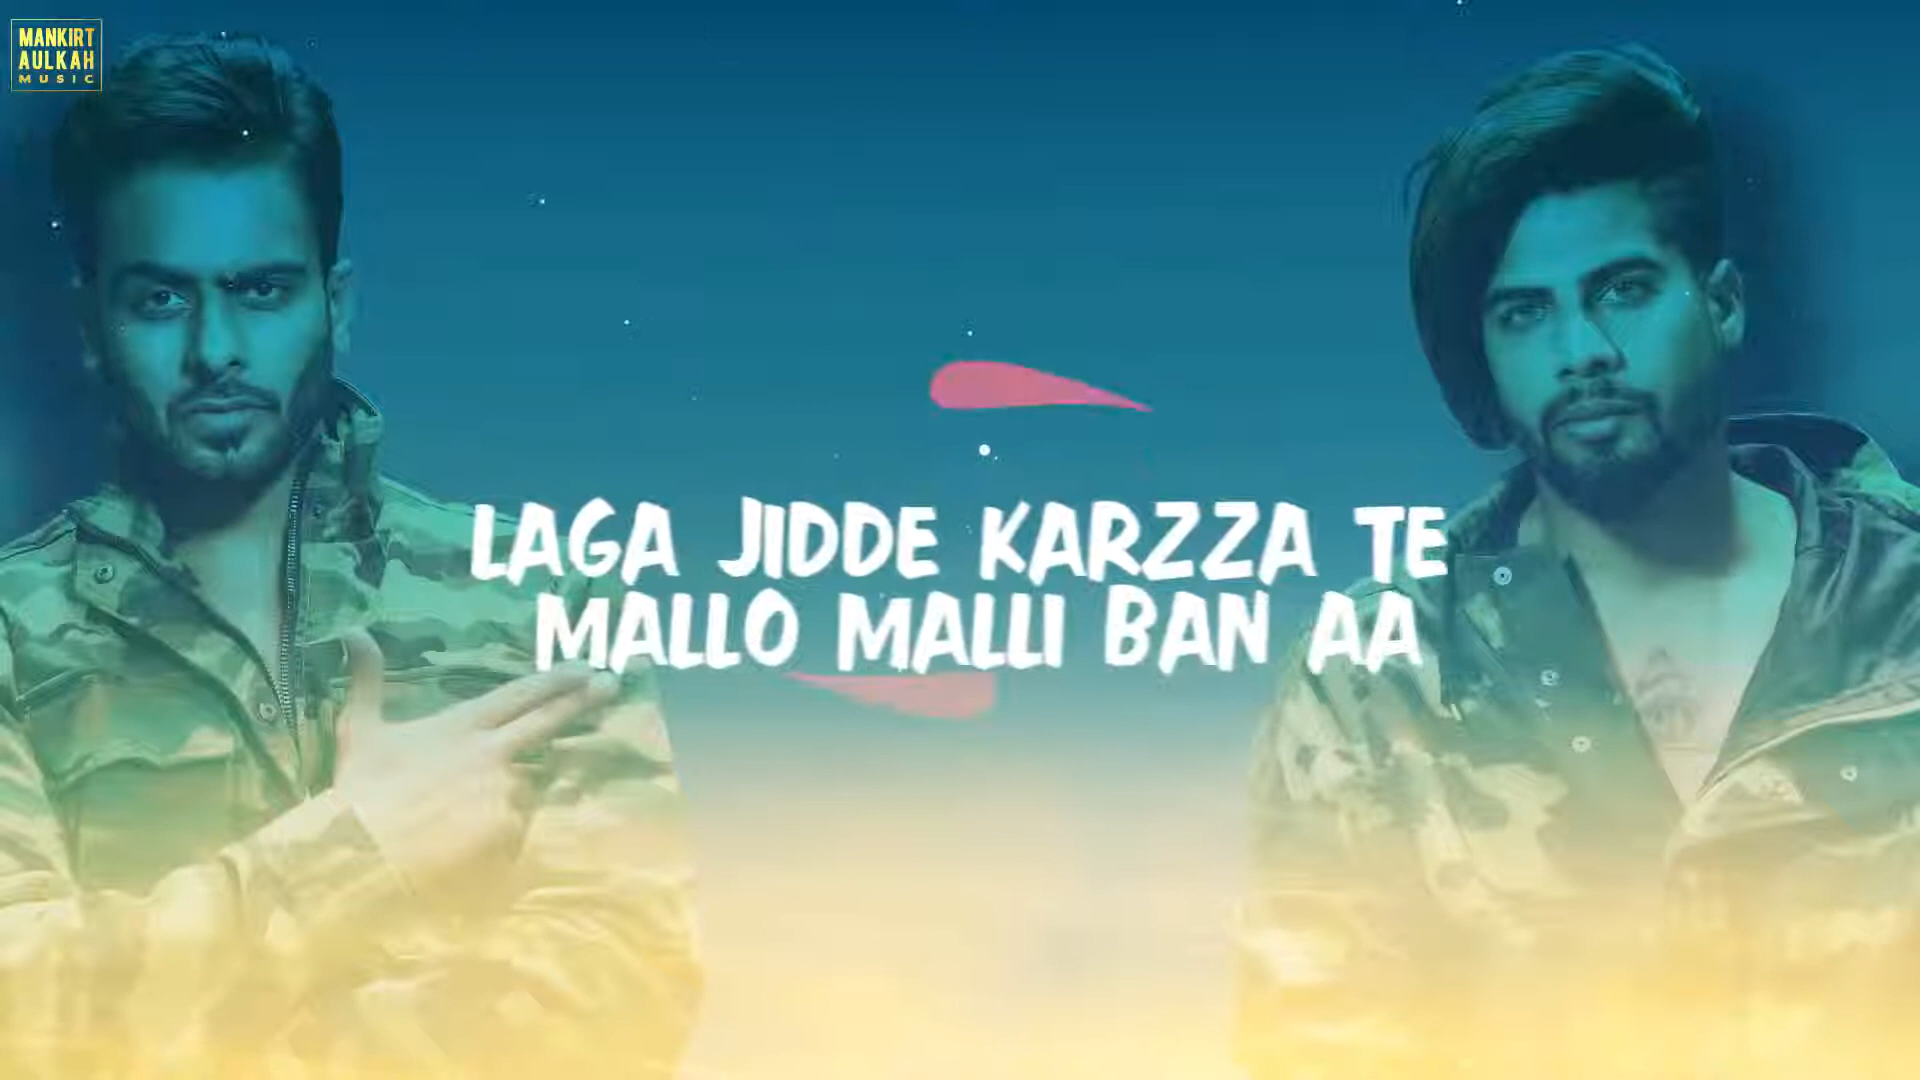 MANKIRT
AULKAH
MUSIC
LAGA JIDDE KARZZA TE
MALLO MALLI BAN AA